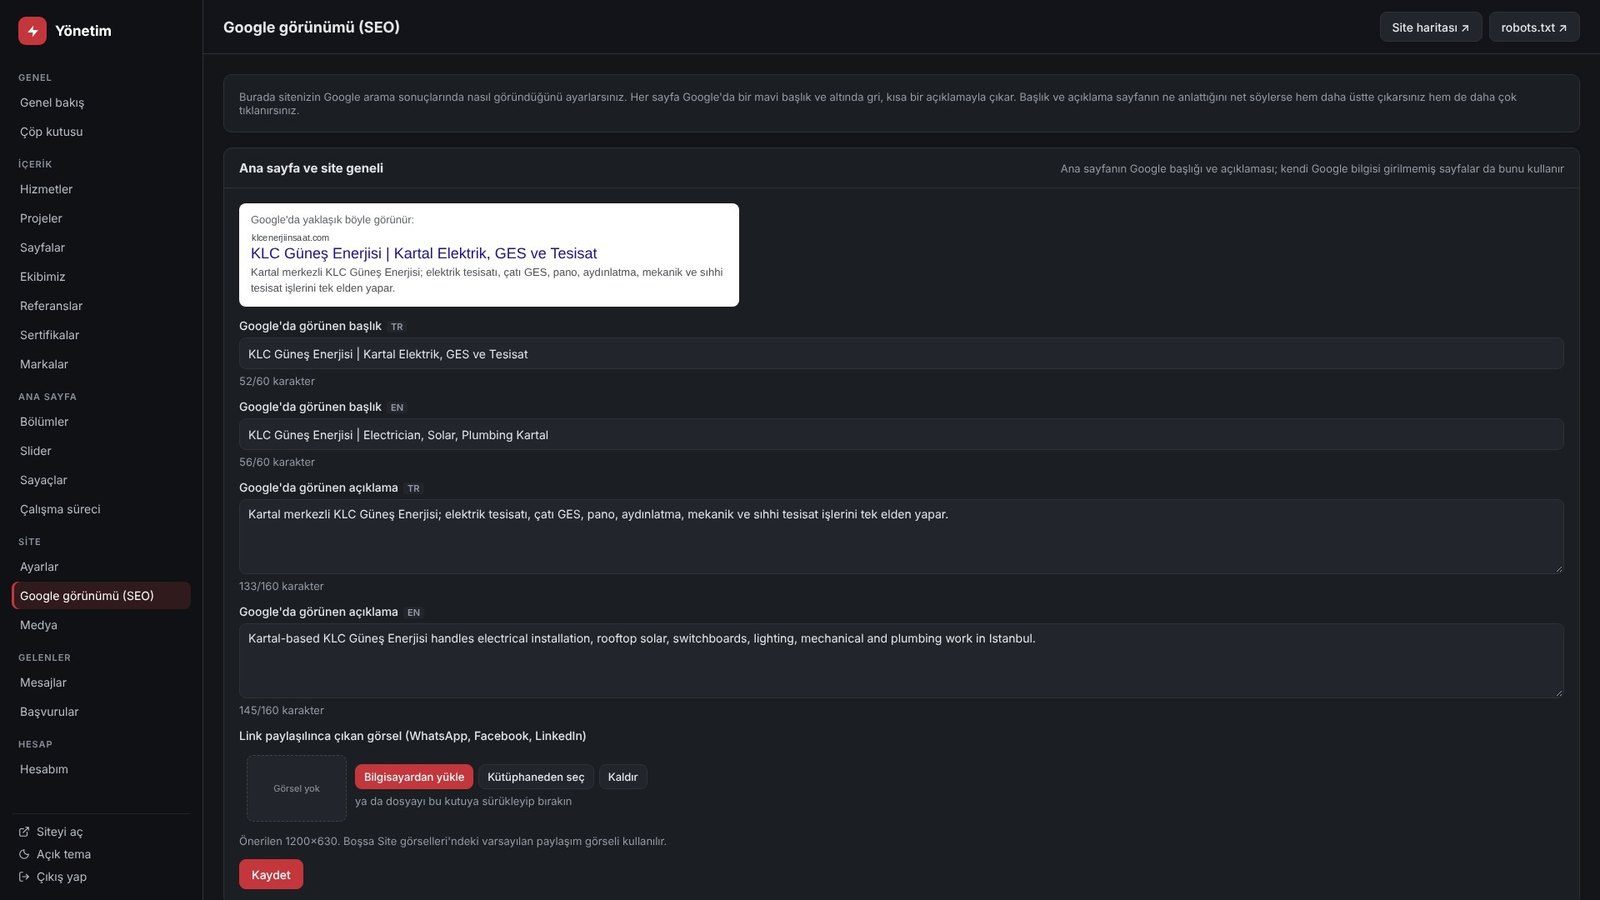 Yönetim
GENEL
Genel bakış
Çöp kutusu
İÇERİK
Hizmetler
Projeler
Sayfalar
Ekibimiz
Referanslar
Sertifikalar
Markalar
ANA SAYFA
Bölümler
Slider
Sayaçlar
Çalışma süreci
SİTE
Ayarlar
Google görünümü (SEO)
Medya
GELENLER
Mesajlar
Başvurular
HESAP
Hesabım
Siteyi aç
Açık tema
Çıkış yap
Google görünümü (SEO)
Site haritası ↗
robots.txt ↗
Burada sitenizin Google arama sonuçlarında nasıl göründüğünü ayarlarsınız. Her sayfa Google'da bir mavi başlık ve altında gri, kısa bir açıklamayla çıkar. Başlık ve açıklama sayfanın ne anlattığını net söylerse hem daha üstte çıkarsınız hem de daha çok
tıklanırsınız.
Ana sayfa ve site geneli
Ana sayfanın Google başlığı ve açıklaması; kendi Google bilgisi girilmemiş sayfalar da bunu kullanır
Google'da yaklaşık böyle görünür:
klcenerjiinsaat.com
KLC Güneş Enerjisi | Kartal Elektrik, GES ve Tesisat
Kartal merkezli KLC Güneş Enerjisi; elektrik tesisatı, çatı GES, pano, aydınlatma, mekanik ve sıhhi
tesisat işlerini tek elden yapar.
Google'da görünen başlık TR
KLC Güneş Enerjisi | Kartal Elektrik, GES ve Tesisat
52/60 karakter
Google'da görünen başlık EN
KLC Güneş Enerjisi | Electrician, Solar, Plumbing Kartal
56/60 karakter
Google'da görünen açıklama TR
Kartal merkezli KLC Güneş Enerjisi; elektrik tesisatı, çatı GES, pano, aydınlatma, mekanik ve sıhhi tesisat işlerini tek elden yapar.
133/160 karakter
Google'da görünen açıklama EN
Kartal-based KLC Güneş Enerjisi handles electrical installation, rooftop solar, switchboards, lighting, mechanical and plumbing work in Istanbul.
145/160 karakter
Link paylaşılınca çıkan görsel (WhatsApp, Facebook, LinkedIn)
Görsel yok
Bilgisayardan yükle
Kütüphaneden seç
Kaldır
ya da dosyayı bu kutuya sürükleyip bırakın
Önerilen 1200×630. Boşsa Site görselleri'ndeki varsayılan paylaşım görseli kullanılır.
Kaydet